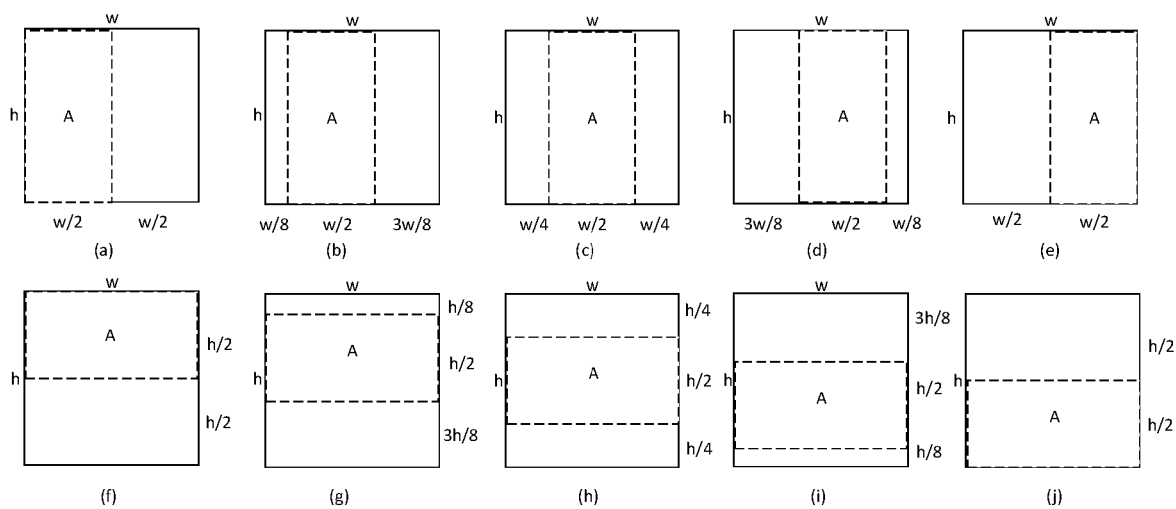 w w w w w
h A h A h A h A h A
w/2 w/2 w/8 w/2 3w/8 w/4 w/2 w/4 3w/8 w/2 w/8 w/2 w/2
(a) (b) (c) (d) (e)
w w w w
h/8 h/4 3h/8
A h/2 A h/2 h/2
h h h A h/2 h h/2 h
A A h/2
h/2 3h/8 h/4 h/8
(f) (g) (h) (i) (j)